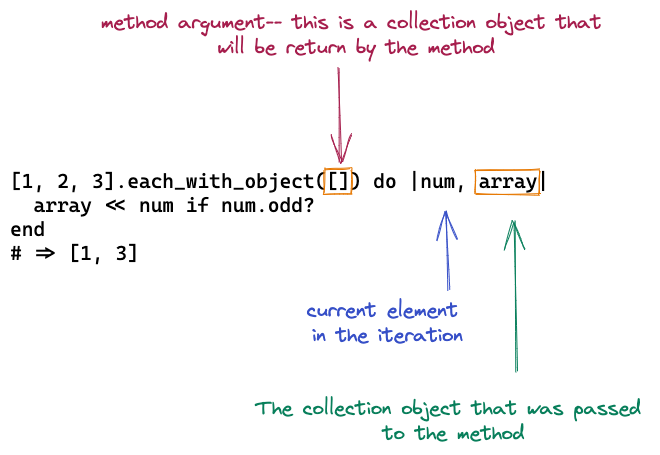 method argument-- this is a collection object that
will be return by the method
[1, 2, 3].each_with_object([]) do |num, array|
  array << num if num.odd?
end
# => [1, 3]
current element
in the iteration
The collection object that was passed
to the method